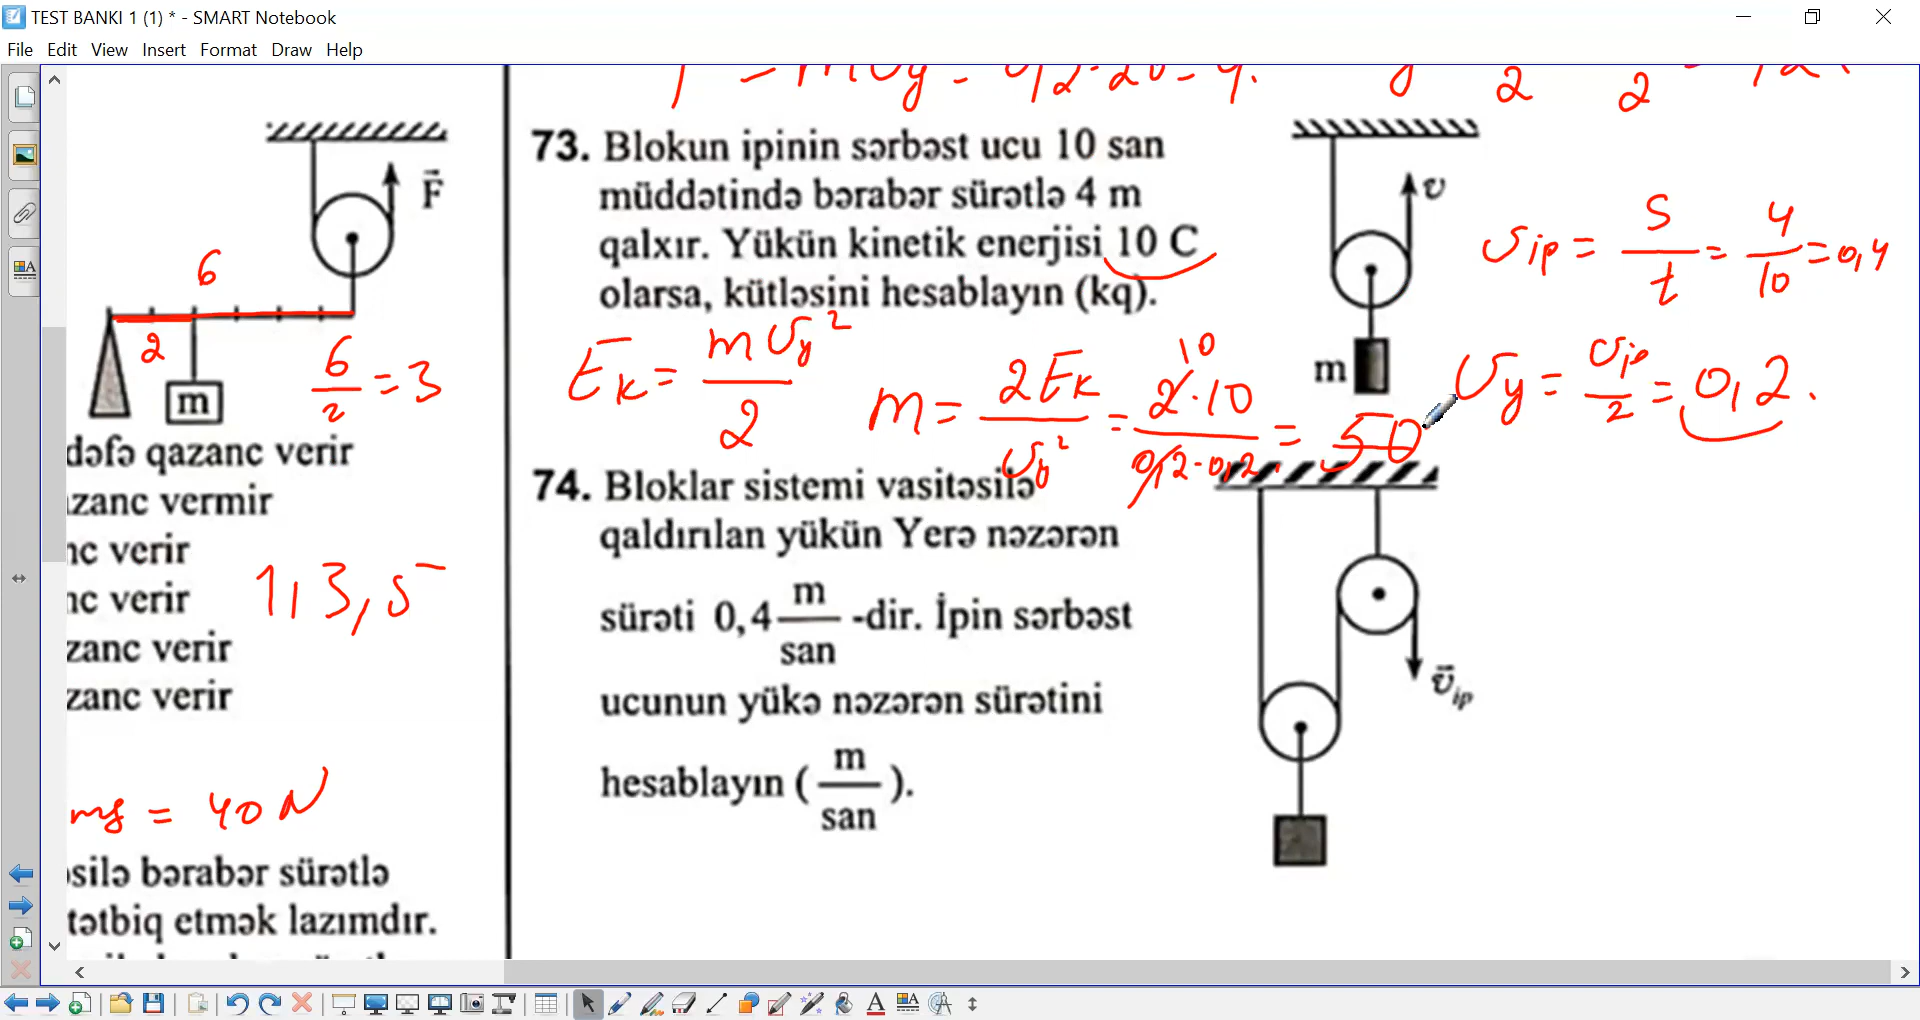 TEST BANKI 1 (1) * - SMART Notebook
File Edit View Insert Format Draw Help
F
6
2
6/2 = 3
m
dəfə qazanc verir
zanc vermir
nc verir
nc verir
1,3,5
zanc verir
zanc verir
mg = 40 N
silə bərabər sürətlə
tətbiq etmək lazımdır.
73. Blokun ipinin sərbəst ucu 10 san
müddətində bərabər sürətlə 4 m
qalxır. Yükün kinetik enerjisi 10 C
olarsa, kütləsini hesablayın (kq).
υ
m
υip = S/t = 4/10 = 0,4
υy = υip/2 = 0,2.
Ek = mυy²/2
m = 2Ek/υy² = 2·10/0,2·0,2 = 50
10
74. Bloklar sistemi vasitəsilə
qaldırılan yükün Yerə nəzərən
sürəti 0,4 m/san -dir. İpin sərbəst
ucunun yükə nəzərən sürətini
hesablayın (m/san).
υip